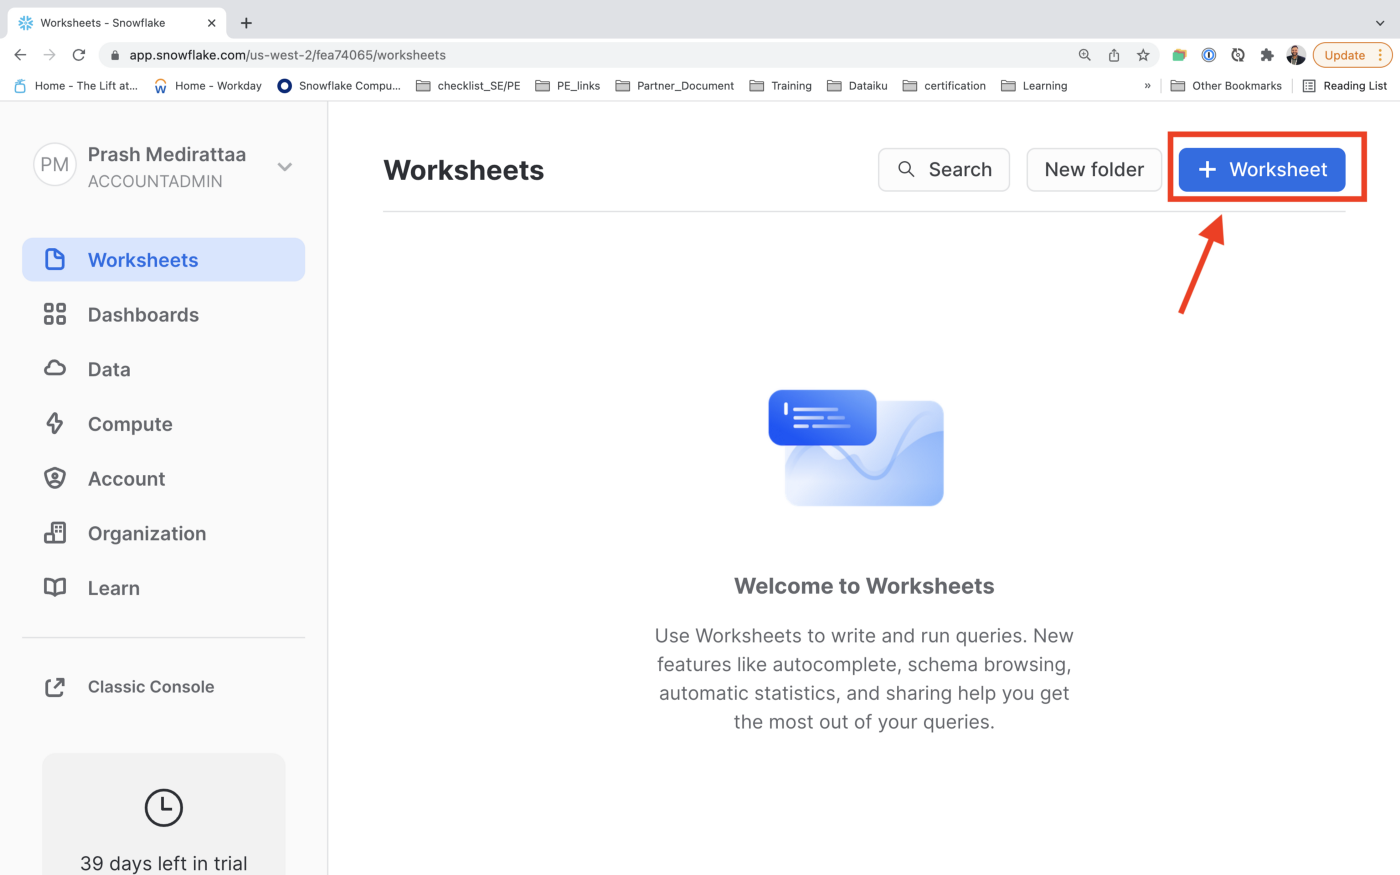 Worksheets - Snowflake
app.snowflake.com/us-west-2/fea74065/worksheets
Update
Home - The Lift at...
Home - Workday
Snowflake Compu...
checklist_SE/PE
PE_links
Partner_Document
Training
Dataiku
certification
Learning
»
Other Bookmarks
Reading List
PM
Prash Medirattaa
ACCOUNTADMIN
Worksheets
Dashboards
Data
Compute
Account
Organization
Learn
Classic Console
39 days left in trial
Worksheets
Search
New folder
+ Worksheet
Welcome to Worksheets
Use Worksheets to write and run queries. New
features like autocomplete, schema browsing,
automatic statistics, and sharing help you get
the most out of your queries.